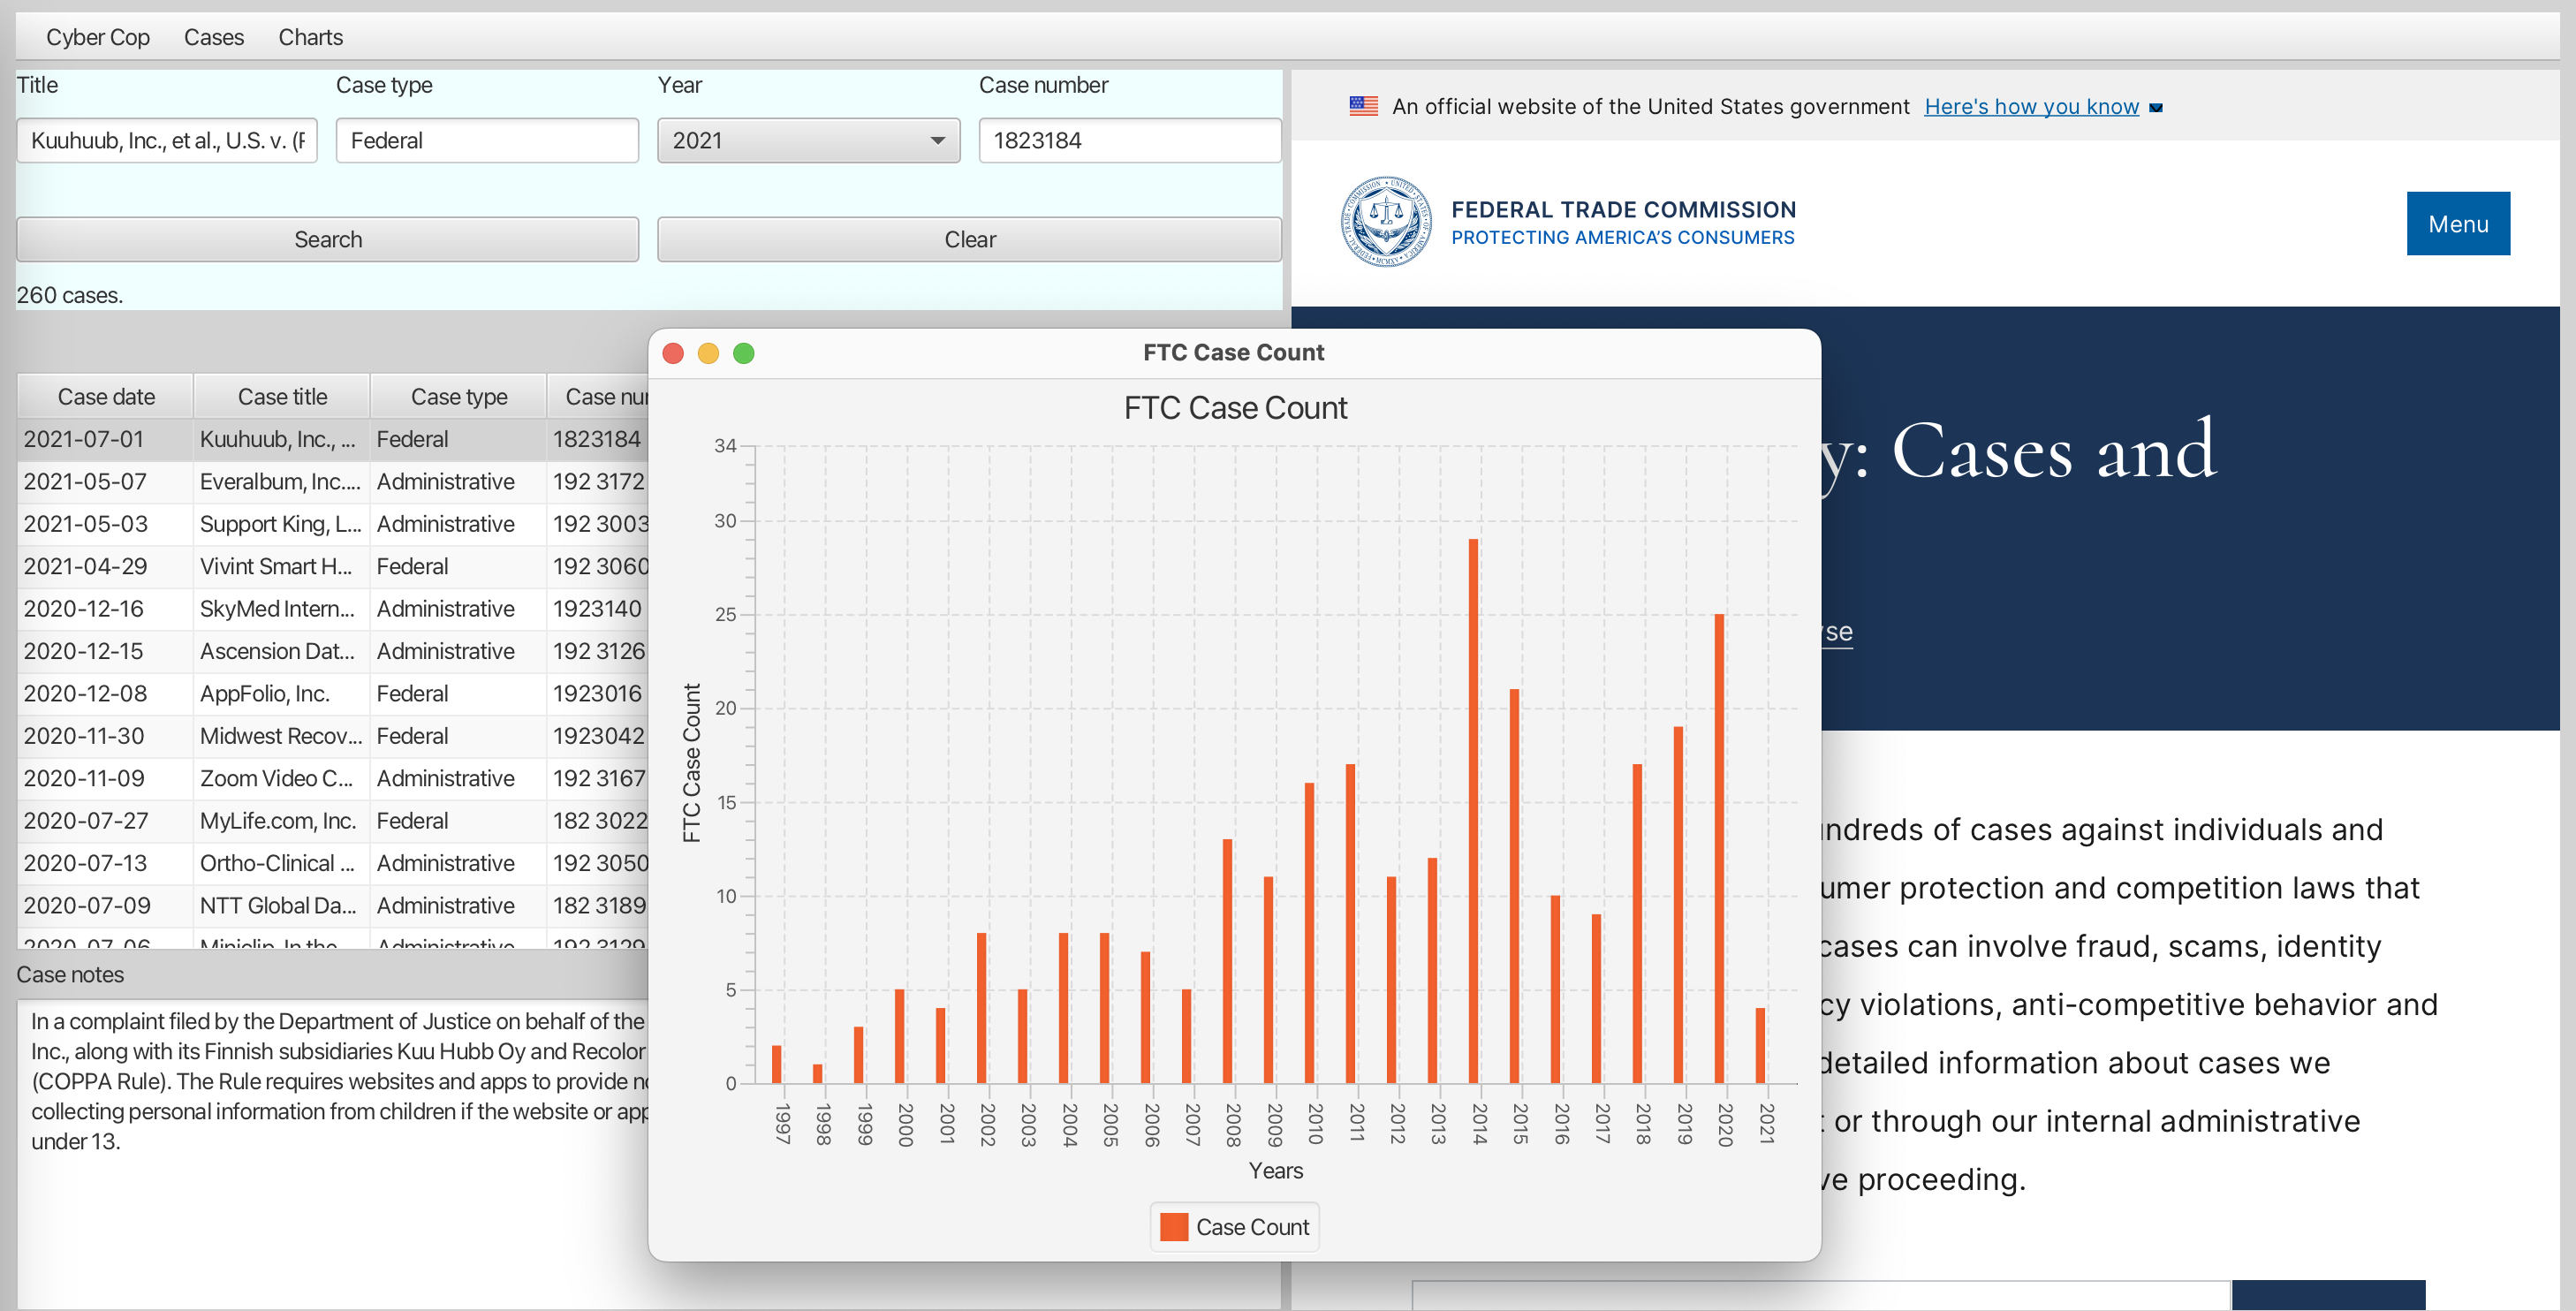 Cyber Cop Cases Charts
Title Case type Year Case number
Kuuhuub, Inc., et al., U.S. v. (F Federal 2021 1823184
Search Clear
260 cases.
Case date Case title Case type Case nu
2021-07-01 Kuuhuub, Inc., ... Federal 1823184
2021-05-07 Everalbum, Inc.... Administrative 192 3172
2021-05-03 Support King, L... Administrative 192 3003
2021-04-29 Vivint Smart H... Federal 192 3060
2020-12-16 SkyMed Intern... Administrative 1923140
2020-12-15 Ascension Dat... Administrative 192 3126
2020-12-08 AppFolio, Inc. Federal 1923016
2020-11-30 Midwest Recov... Federal 1923042
2020-11-09 Zoom Video C... Administrative 192 3167
2020-07-27 MyLife.com, Inc. Federal 182 3022
2020-07-13 Ortho-Clinical ... Administrative 192 3050
2020-07-09 NTT Global Da... Administrative 182 3189
2020-07-06 Miniclip, In the Administrative 192 3129
Case notes
In a complaint filed by the Department of Justice on behalf of the
Inc., along with its Finnish subsidiaries Kuu Hubb Oy and Recolor
(COPPA Rule). The Rule requires websites and apps to provide
collecting personal information from children if the website or app
under 13.
FTC Case Count
FTC Case Count
FTC Case Count
34
30
25
20
15
10
5
0
1997 1998 1999 2000 2001 2002 2003 2004 2005 2006 2007 2008 2009 2010 2011 2012 2013 2014 2015 2016 2017 2018 2019 2020 2021
Years
Case Count
An official website of the United States government Here's how you know
FEDERAL TRADE COMMISSION
PROTECTING AMERICA'S CONSUMERS
Menu
y: Cases and
se
ndreds of cases against individuals and
umer protection and competition laws that
cases can involve fraud, scams, identity
cy violations, anti-competitive behavior and
detailed information about cases we
or through our internal administrative
ve proceeding.